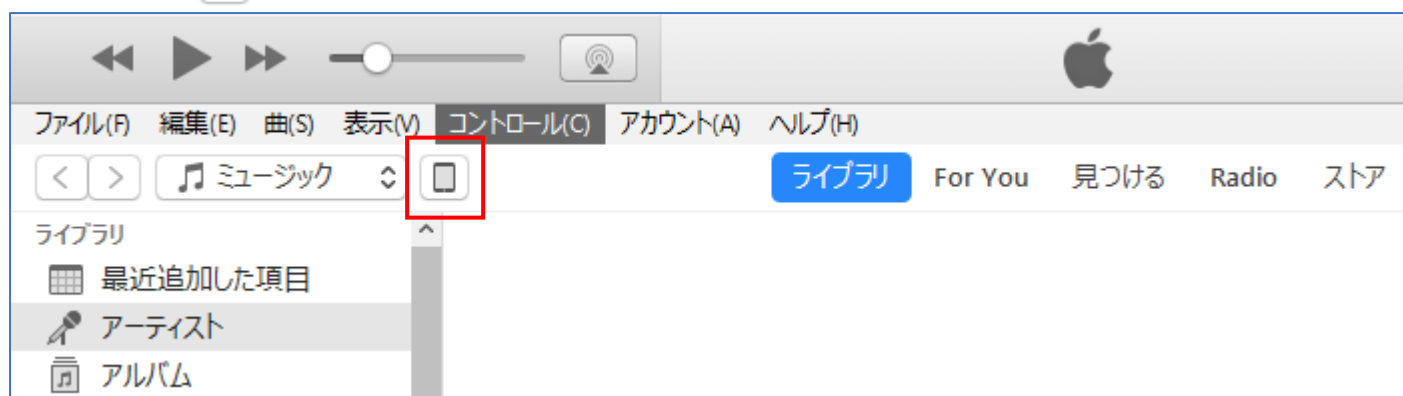 ファイル(F) 編集(E) 曲(S) 表示(V) コントロール(C) アカウント(A) ヘルプ(H)
ミュージック ライブラリ For You 見つける Radio ストア
ライブラリ
最近追加した項目
アーティスト
アルバム